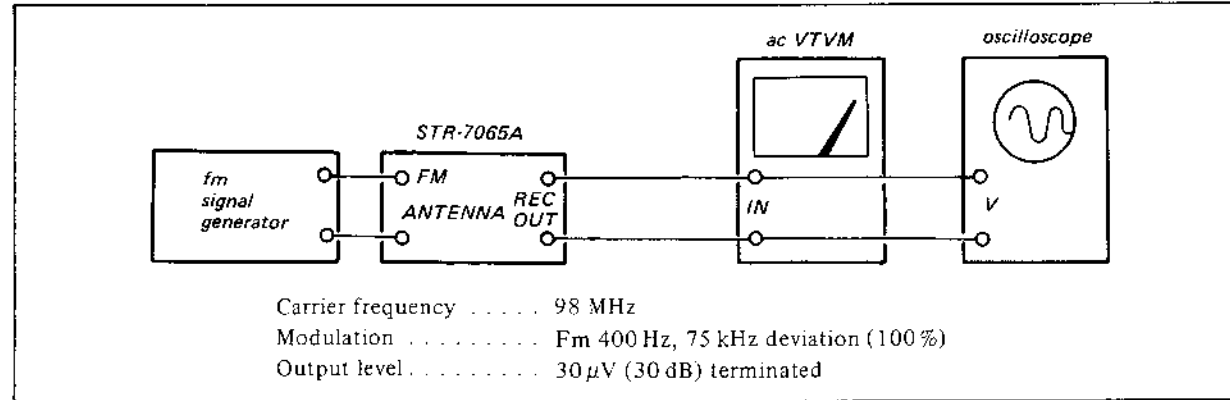 ac VTVM
oscilloscope
STR-7065A
fm
signal
generator
FM
ANTENNA
REC
OUT
IN
V
Carrier frequency ..... 98 MHz
Modulation ......... Fm 400 Hz, 75 kHz deviation (100%)
Output level.......... 30 μV (30 dB) terminated